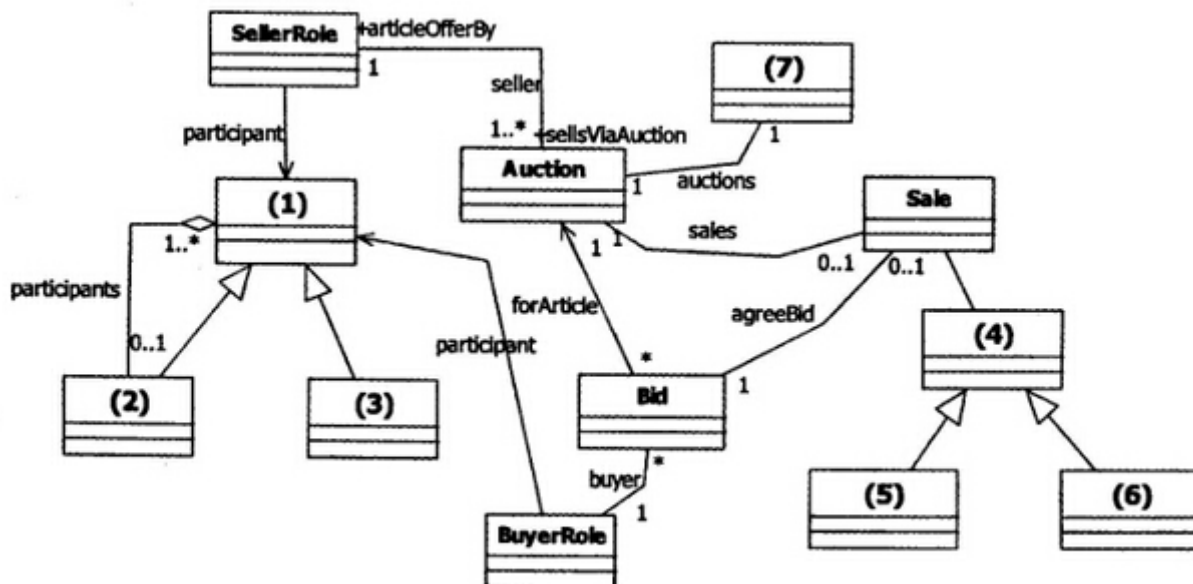 SellerRole
+articleOfferBy
1
seller
(7)
participant
1..*
+sellsViaAuction
1
Auction
1
auctions
(1)
Sale
1..*
1
1
sales
0..1
0..1
participants
forArticle
agreeBid
(4)
0..1
participant
*
(2)
(3)
Bid
1
buyer
*
(5)
(6)
1
BuyerRole